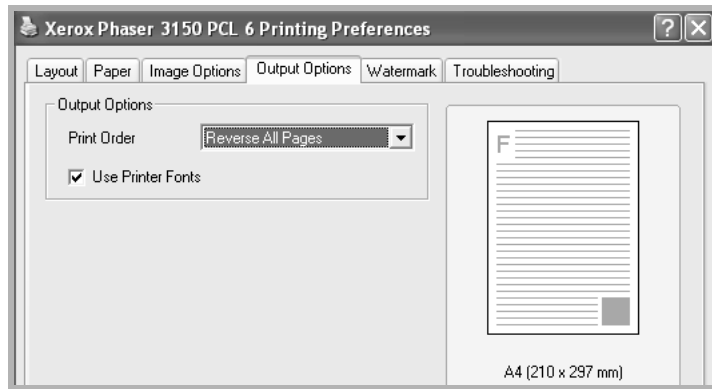 Xerox Phaser 3150 PCL 6 Printing Preferences
Layout Paper Image Options Output Options Watermark Troubleshooting
Output Options
Print Order Reverse All Pages
Use Printer Fonts
F
A4 (210 x 297 mm)